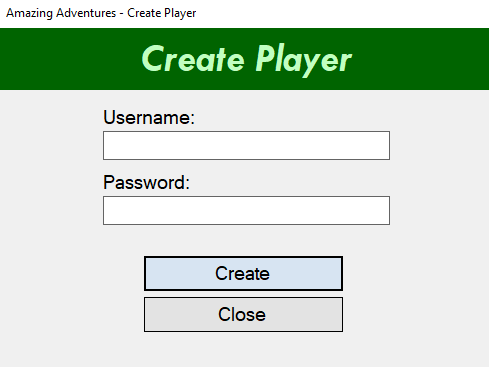 Amazing Adventures - Create Player
Create Player
Username:
Password:
Create
Close